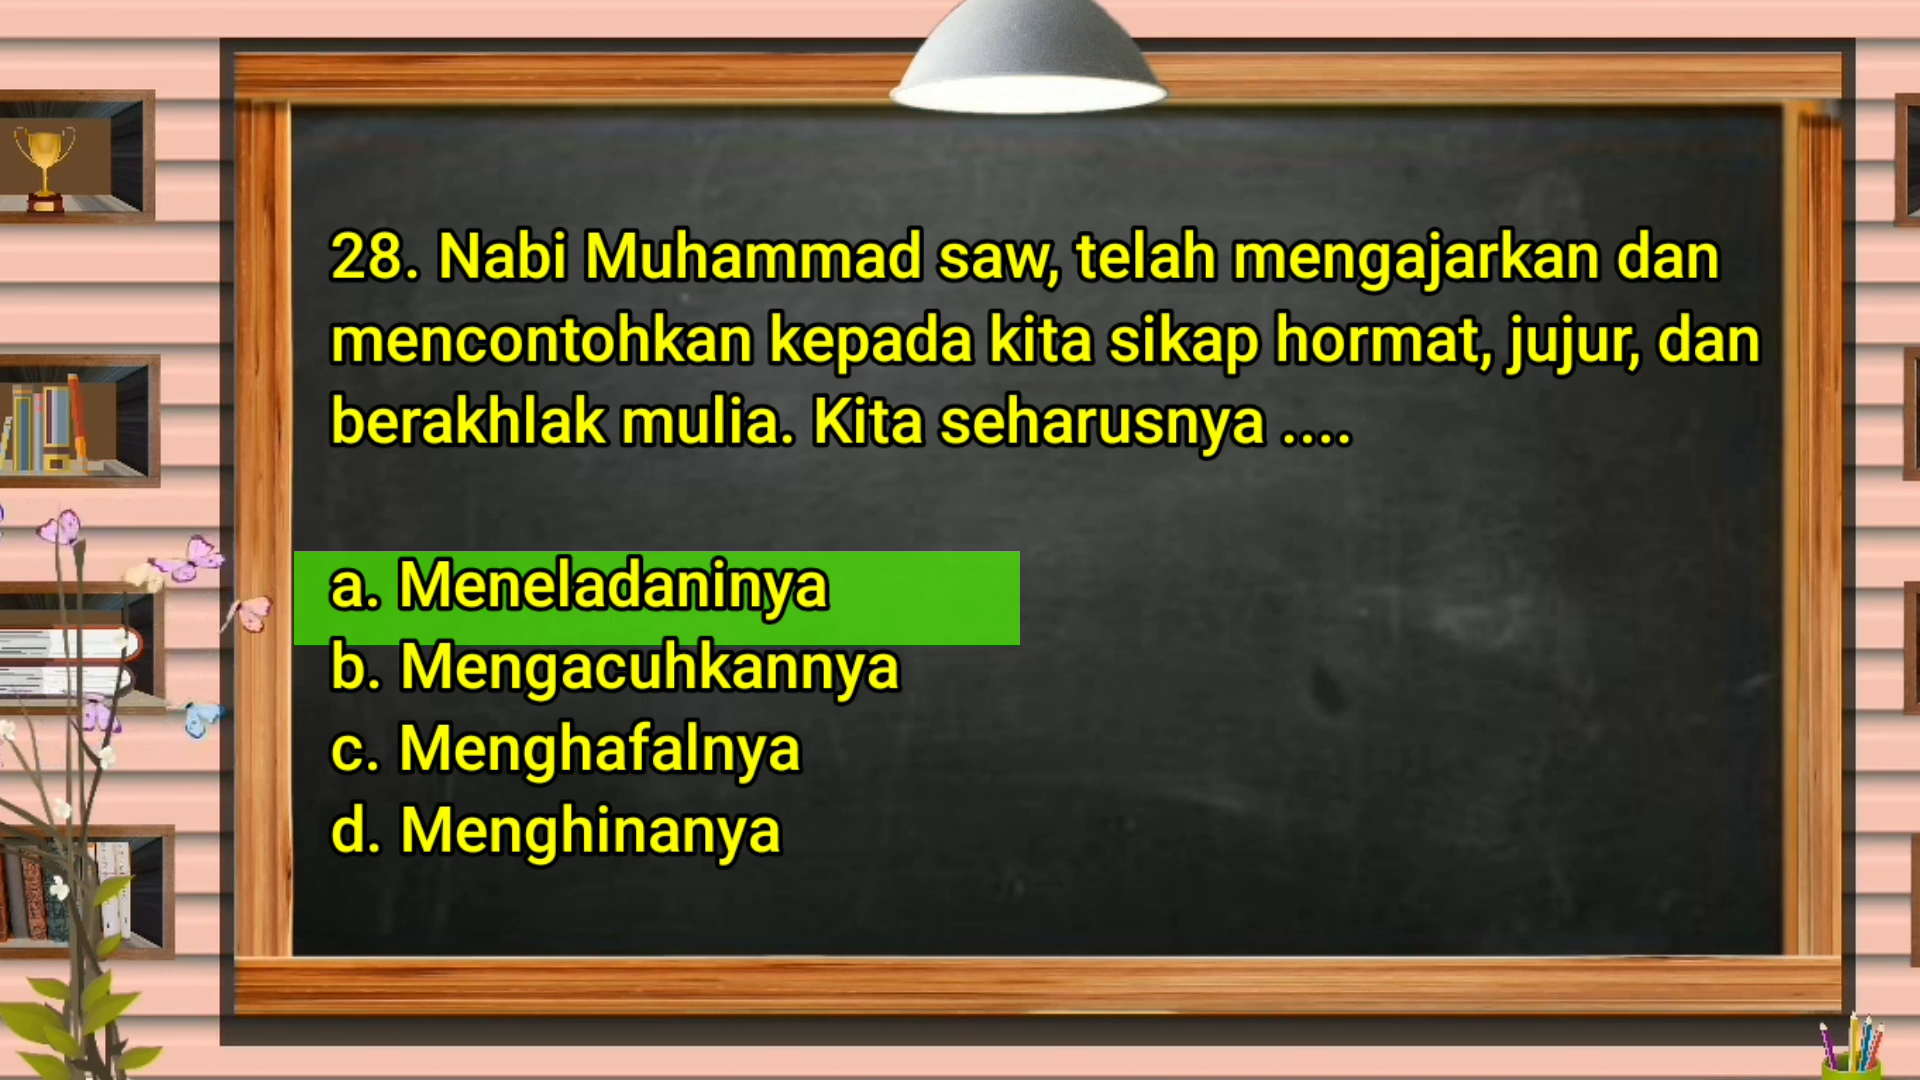 28. Nabi Muhammad saw, telah mengajarkan dan
mencontohkan kepada kita sikap hormat, jujur, dan
berakhlak mulia. Kita seharusnya ....
a. Meneladaninya
b. Mengacuhkannya
c. Menghafalnya
d. Menghinanya